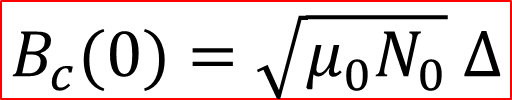 B_c(0) = √(μ₀N₀) Δ